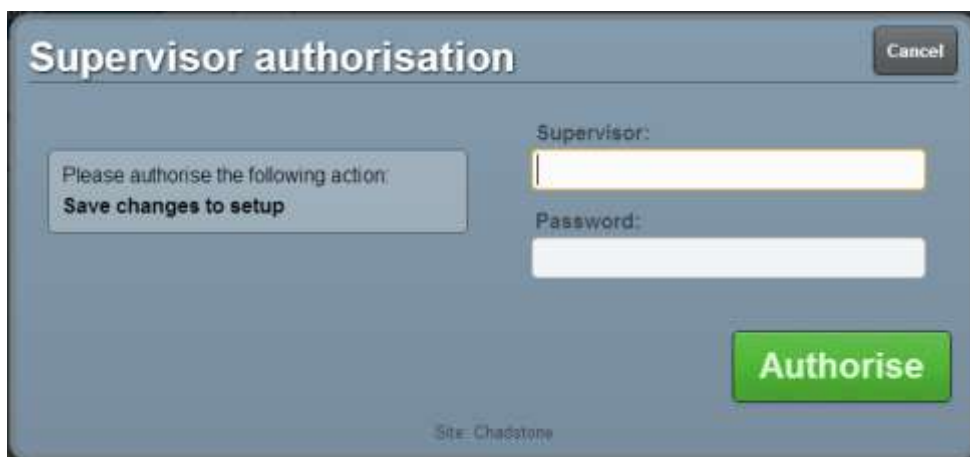 Supervisor authorisation
Cancel
Please authorise the following action:
Save changes to setup
Supervisor:
Password:
Authorise
Site: Chadstone